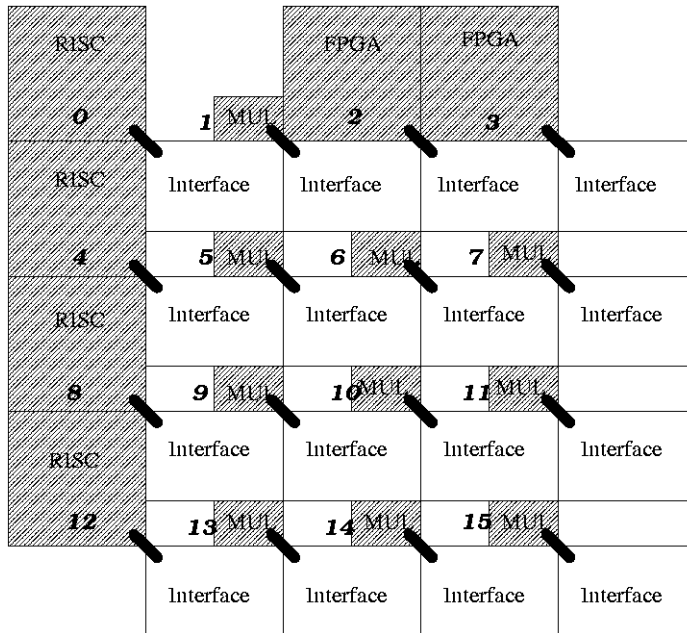 RISC FPGA FPGA
0 1 MUL 2 3
RISC Interface Interface Interface Interface
4 5 MUL 6 MUL 7 MUL
RISC Interface Interface Interface Interface
8 9 MUL 10 MUL 11 MUL
RISC Interface Interface Interface Interface
12 13 MUL 14 MUL 15 MUL
Interface Interface Interface Interface